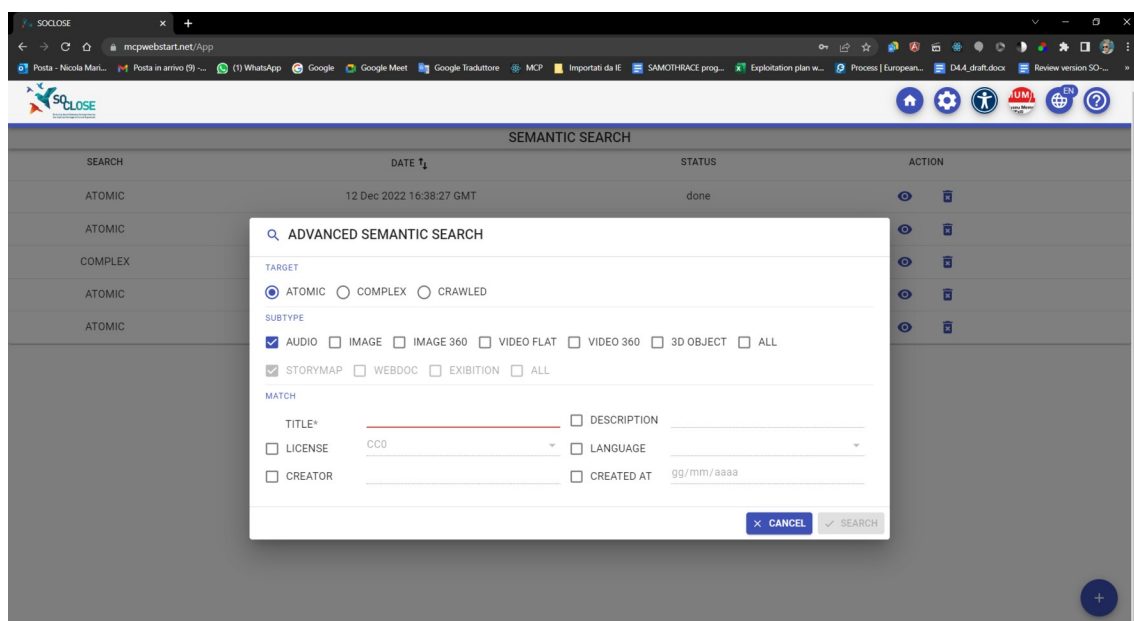 SOCLOSE
mcpwebstart.net/App
Posta - Nicola Mari... Posta in arrivo (9) -... (1) WhatsApp Google Google Meet Google Traduttore MCP Importati da IE SAMOTHRACE prog... Exploitation plan w... Process | European... D4.4_draft.docx Review version SO-... »
SOCLOSE
EN
SEMANTIC SEARCH
SEARCH DATE STATUS ACTION
ATOMIC 12 Dec 2022 16:38:27 GMT done
ATOMIC
COMPLEX
ATOMIC
ATOMIC
ADVANCED SEMANTIC SEARCH
TARGET
ATOMIC COMPLEX CRAWLED
SUBTYPE
AUDIO IMAGE IMAGE 360 VIDEO FLAT VIDEO 360 3D OBJECT ALL
STORYMAP WEBDOC EXIBITION ALL
MATCH
TITLE* DESCRIPTION
LICENSE CC0 LANGUAGE
CREATOR CREATED AT gg/mm/aaaa
CANCEL SEARCH